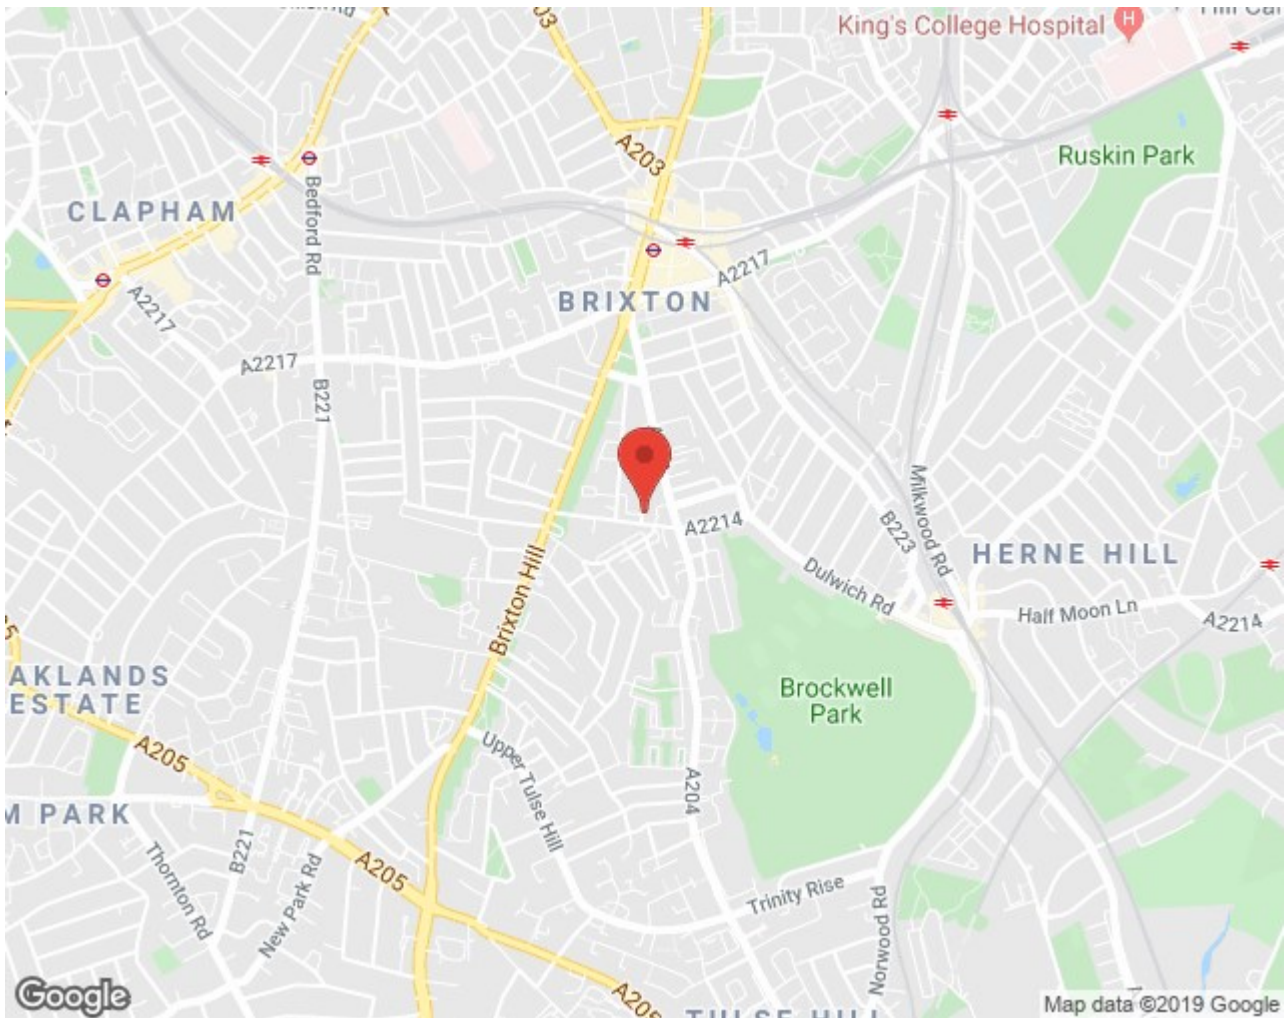 King's College Hospital
H
A203
Ruskin Park
CLAPHAM
Bedford Rd
A2217
BRIXTON
A2217
A2217
B221
Milkwood Rd
B223
A2214
HERNE HILL
Dulwich Rd
Half Moon Ln
A2214
Brixton Hill
AKLANDS
ESTATE
Brockwell
Park
A205
Upper Tulse Hill
A204
M PARK
B221
Thornton Rd
New Park Rd
A205
Trinity Rise
Norwood Rd
A205
TULSE HILL
Google
Map data ©2019 Google